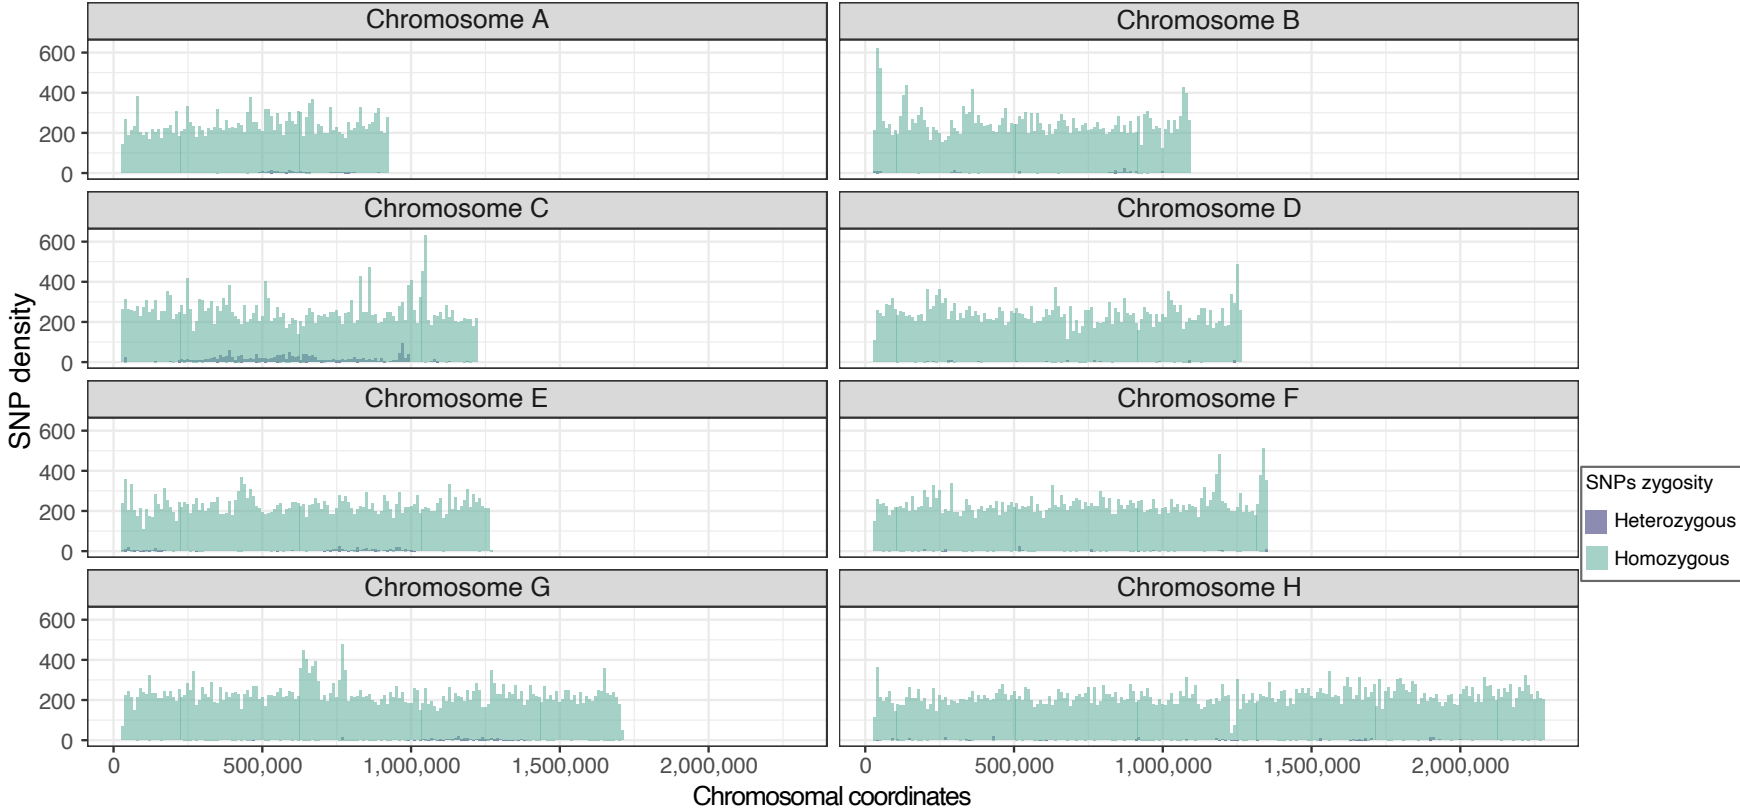 Chromosome A
Chromosome B
600
400
200
0
Chromosome C
Chromosome D
600
400
200
0
SNP density
Chromosome E
Chromosome F
600
400
200
0
SNPs zygosity
Heterozygous
Homozygous
Chromosome G
Chromosome H
600
400
200
0
0 500,000 1,000,000 1,500,000 2,000,000
0 500,000 1,000,000 1,500,000 2,000,000
Chromosomal coordinates